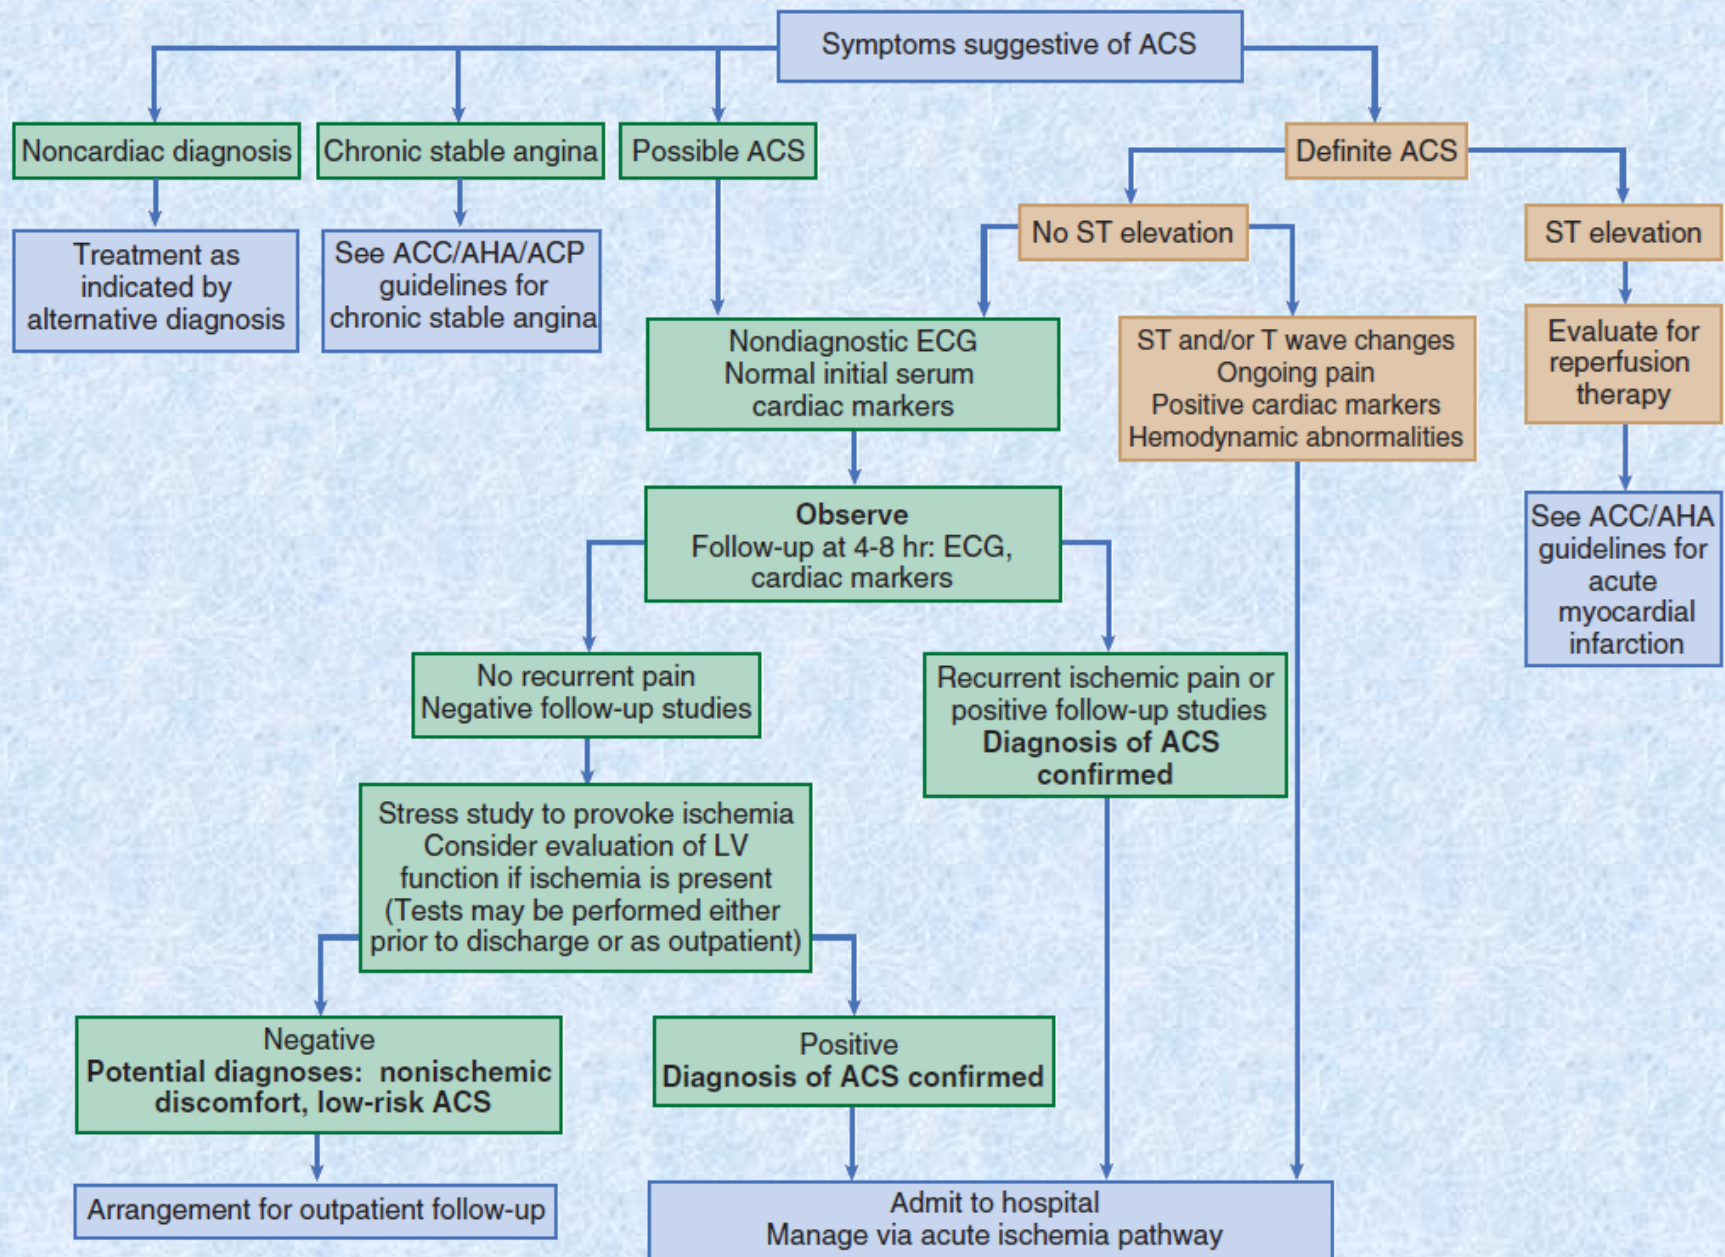 Symptoms suggestive of ACS
Noncardiac diagnosis
Chronic stable angina
Possible ACS
Definite ACS
Treatment as
indicated by
alternative diagnosis
See ACC/AHA/ACP
guidelines for
chronic stable angina
No ST elevation
ST elevation
Nondiagnostic ECG
Normal initial serum
cardiac markers
ST and/or T wave changes
Ongoing pain
Positive cardiac markers
Hemodynamic abnormalities
Evaluate for
reperfusion
therapy
Observe
Follow-up at 4-8 hr: ECG,
cardiac markers
See ACC/AHA
guidelines for
acute
myocardial
infarction
No recurrent pain
Negative follow-up studies
Recurrent ischemic pain or
positive follow-up studies
Diagnosis of ACS
confirmed
Stress study to provoke ischemia
Consider evaluation of LV
function if ischemia is present
(Tests may be performed either
prior to discharge or as outpatient)
Negative
Potential diagnoses: nonischemic
discomfort, low-risk ACS
Positive
Diagnosis of ACS confirmed
Arrangement for outpatient follow-up
Admit to hospital
Manage via acute ischemia pathway